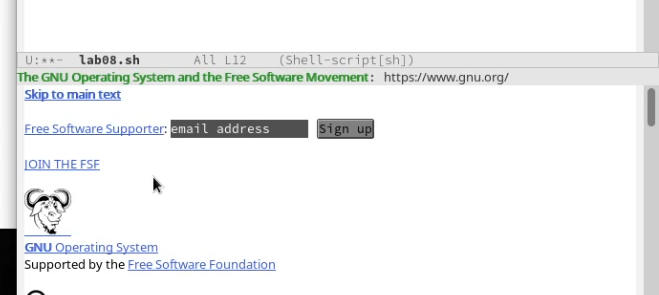 U:**-  lab08.sh       All L12    (Shell-script[sh])
The GNU Operating System and the Free Software Movement: https://www.gnu.org/
Skip to main text
Free Software Supporter: email address Sign up
JOIN THE FSF
GNU Operating System
Supported by the Free Software Foundation